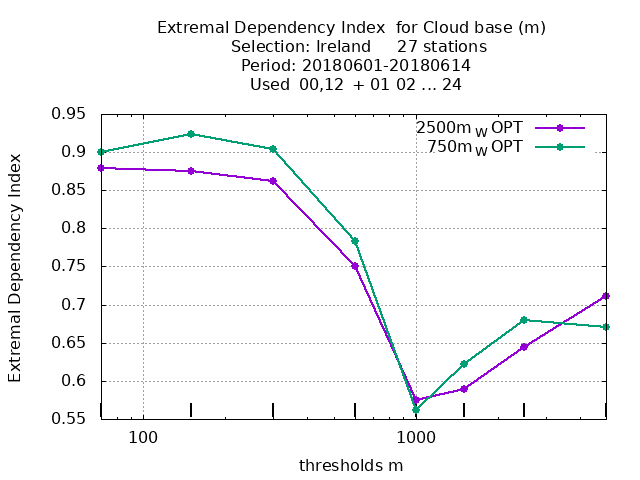 Extremal Dependency Index  for Cloud base (m)
Selection: Ireland     27 stations
Period: 20180601-20180614
Used  00,12  + 01 02 ... 24
0.95
0.9
0.85
0.8
0.75
0.7
0.65
0.6
0.55
Extremal Dependency Index
2500m W OPT
750m W OPT
100
1000
thresholds m